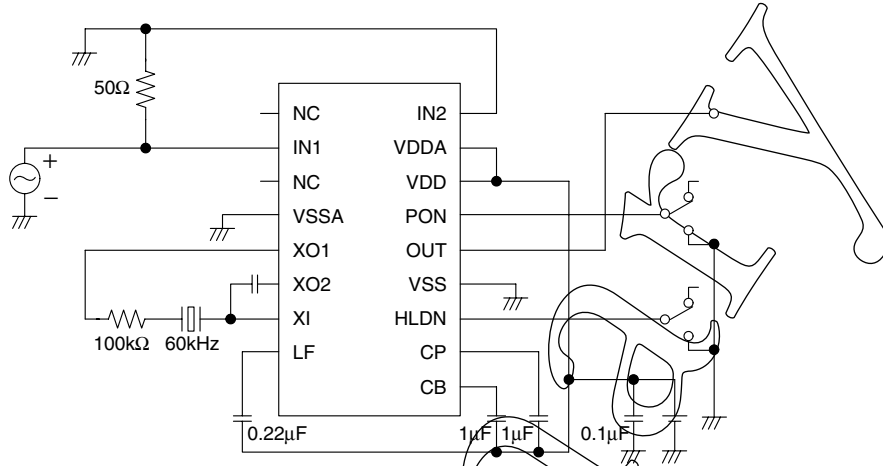 50Ω
NC
IN1
NC
VSSA
XO1
XO2
XI
LF
IN2
VDDA
VDD
PON
OUT
VSS
HLDN
CP
CB
+
−
100kΩ
60kHz
0.22μF
1μF
1μF
0.1μF